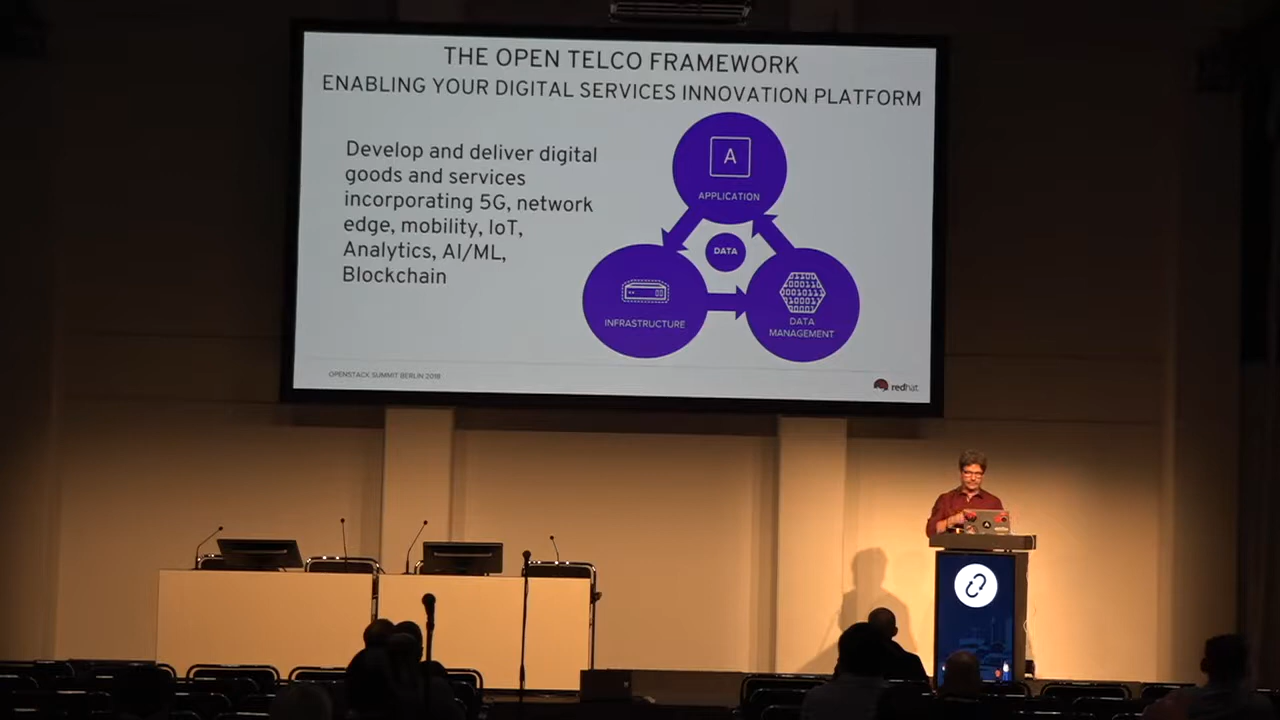 THE OPEN TELCO FRAMEWORK
ENABLING YOUR DIGITAL SERVICES INNOVATION PLATFORM
Develop and deliver digital
goods and services
incorporating 5G, network
edge, mobility, IoT,
Analytics, AI/ML,
Blockchain
A
APPLICATION
DATA
INFRASTRUCTURE
DATA
MANAGEMENT
OPENSTACK SUMMIT BERLIN 2018
redhat.